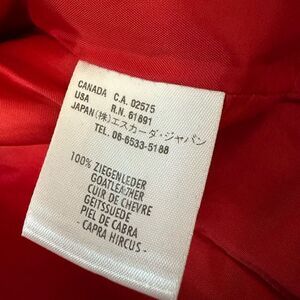 CANADA C.A. 02575
USA R.N. 61691
JAPAN(株)エスカーダ・ジャパン
TEL. 06-6533-5188
100% ZIEGENLEDER
GOATLEATHER
CUIR DE CHEVRE
GEITSSUEDE
PIEL DE CABRA
- CAPRA HIRCUS -